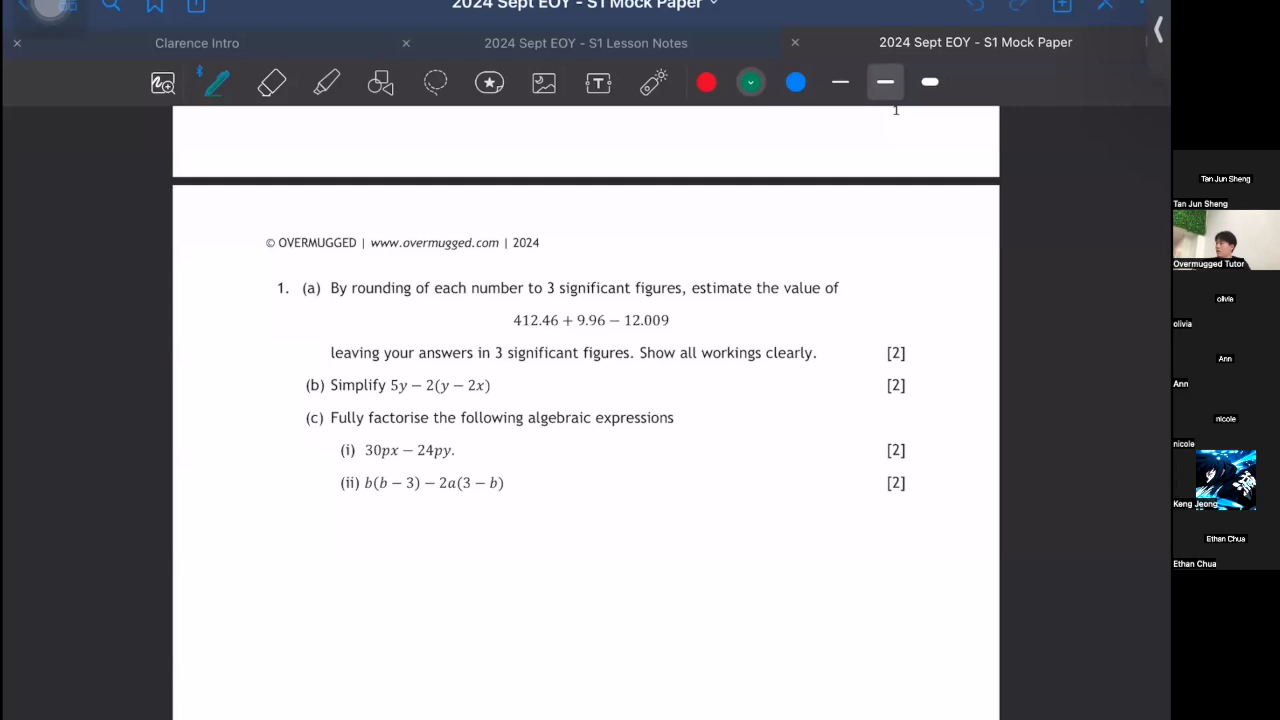 2024 Sept EOY - S1 Mock Paper
Clarence Intro
2024 Sept EOY - S1 Lesson Notes
2024 Sept EOY - S1 Mock Paper
1
© OVERMUGGED | www.overmugged.com | 2024
1. (a) By rounding of each number to 3 significant figures, estimate the value of
412.46 + 9.96 − 12.009
leaving your answers in 3 significant figures. Show all workings clearly. [2]
(b) Simplify 5y − 2(y − 2x) [2]
(c) Fully factorise the following algebraic expressions
(i) 30px − 24py. [2]
(ii) b(b − 3) − 2a(3 − b) [2]
Tan Jun Sheng
Tan Jun Sheng
Overmugged Tutor
olivia
olivia
Ann
Ann
nicole
nicole
Keng Jeong
Ethan Chua
Ethan Chua